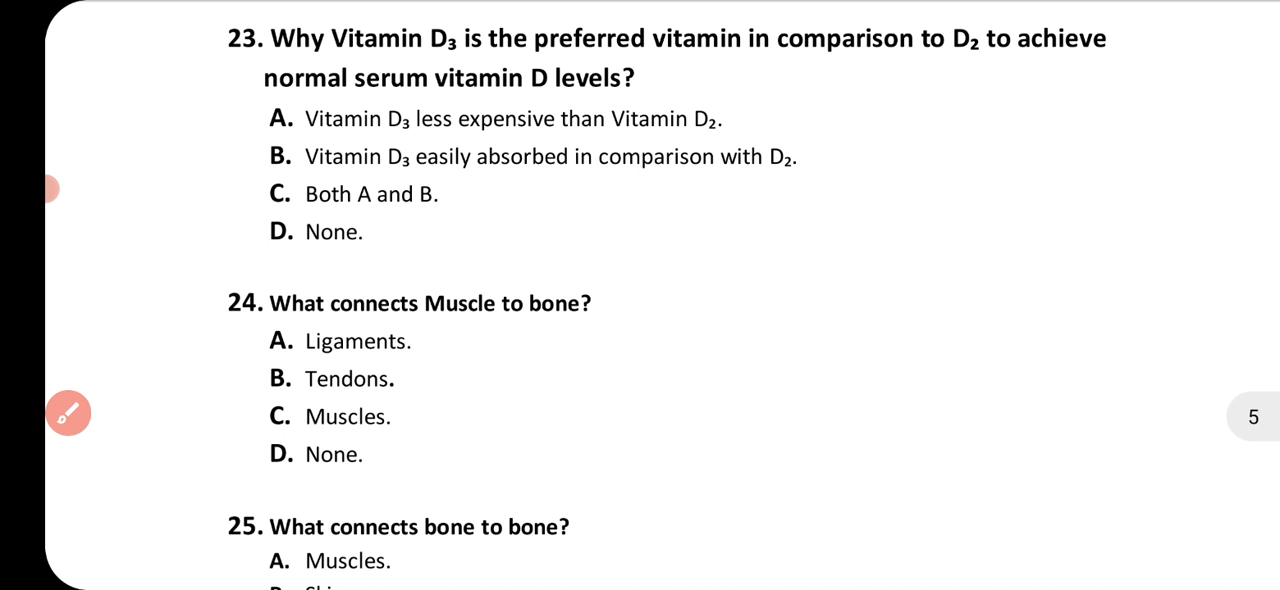 23. Why Vitamin D₃ is the preferred vitamin in comparison to D₂ to achieve
normal serum vitamin D levels?
A. Vitamin D₃ less expensive than Vitamin D₂.
B. Vitamin D₃ easily absorbed in comparison with D₂.
C. Both A and B.
D. None.
24. What connects Muscle to bone?
A. Ligaments.
B. Tendons.
C. Muscles.
5
D. None.
25. What connects bone to bone?
A. Muscles.